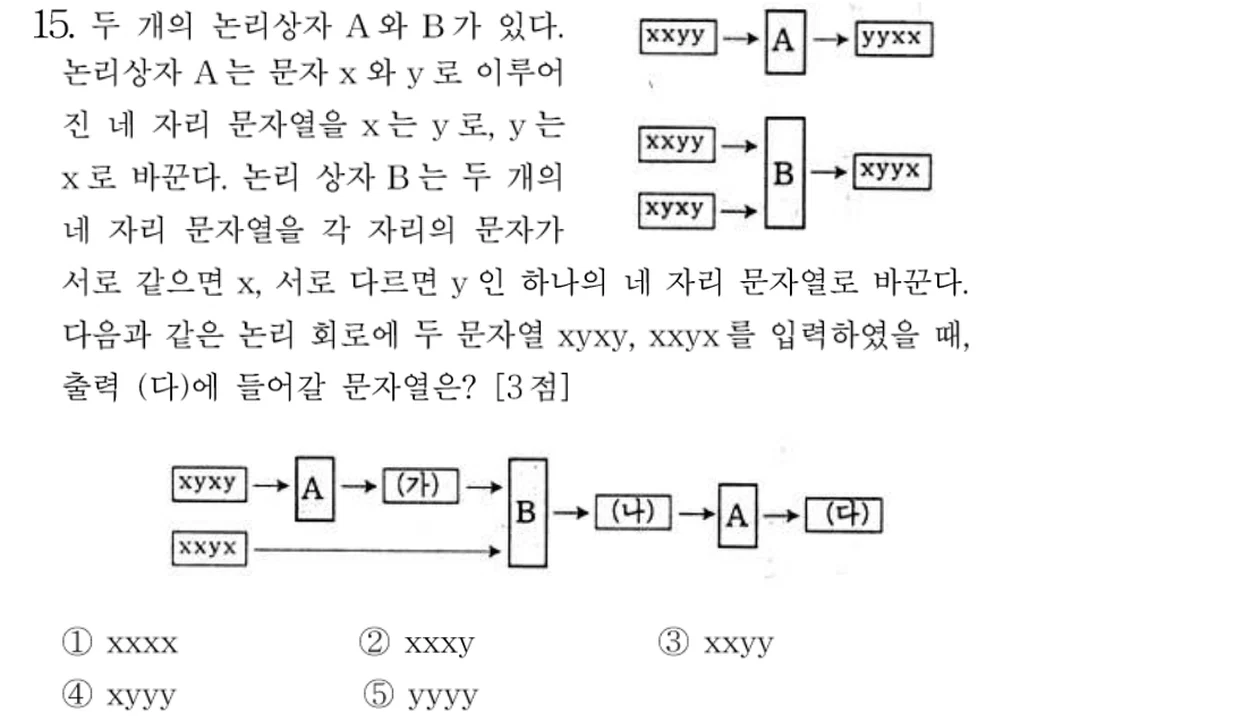 15. 두 개의 논리상자 A와 B가 있다.
논리상자 A는 문자 x와 y로 이루어
진 네 자리 문자열을 x는 y로, y는
x로 바꾼다. 논리 상자 B는 두 개의
네 자리 문자열을 각 자리의 문자가
서로 같으면 x, 서로 다르면 y인 하나의 네 자리 문자열로 바꾼다.
다음과 같은 논리 회로에 두 문자열 xyxy, xxyx를 입력하였을 때,
출력 (다)에 들어갈 문자열은? [3점]
xxyy A yyxx
xxyy
B xyyx
xyxy
xyxy A (가)
B (나) A (다)
xxyx
① xxxx ② xxxy ③ xxyy
④ xyyy ⑤ yyyy